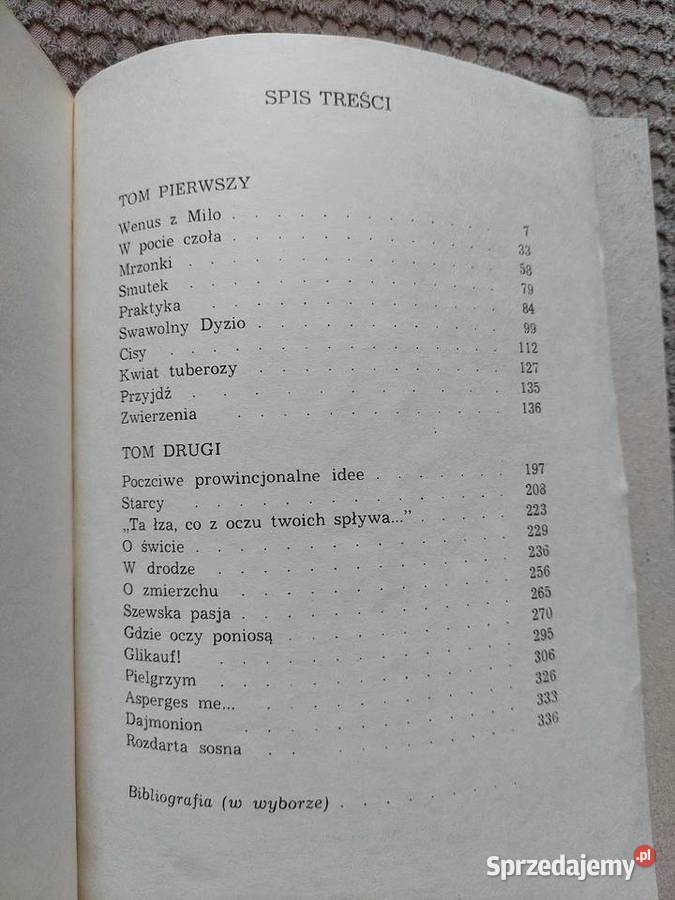 SPIS TREŚCI
TOM PIERWSZY
Wenus z Milo . . . . . . . . . . . 7
W pocie czoła . . . . . . . . . . . 33
Mrzonki . . . . . . . . . . . 58
Smutek . . . . . . . . . . . 79
Praktyka . . . . . . . . . . . 84
Swawolny Dyzio . . . . . . . . . . 99
Cisy . . . . . . . . . . . 112
Kwiat tuberozy . . . . . . . . . . 127
Przyjdź . . . . . . . . . . . 135
Zwierzenia . . . . . . . . . . 136
TOM DRUGI
Poczciwe prowincjonalne idee . . . . . . 197
Starcy . . . . . . . . . . . 208
„Ta łza, co z oczu twoich spływa...” . . . . 223
O świcie . . . . . . . . . . . 229
W drodze . . . . . . . . . . . 236
O zmierzchu . . . . . . . . . . 256
Szewska pasja . . . . . . . . . . 265
Gdzie oczy poniosą . . . . . . . . 270
Glikauf! . . . . . . . . . . 295
Pielgrzym . . . . . . . . . . 306
Asperges me... . . . . . . . . . 326
Dajmonion . . . . . . . . . . 333
Rozdarta sosna . . . . . . . . . 336
Bibliografia (w wyborze) . . . . . . .
Sprzedajemy.pl